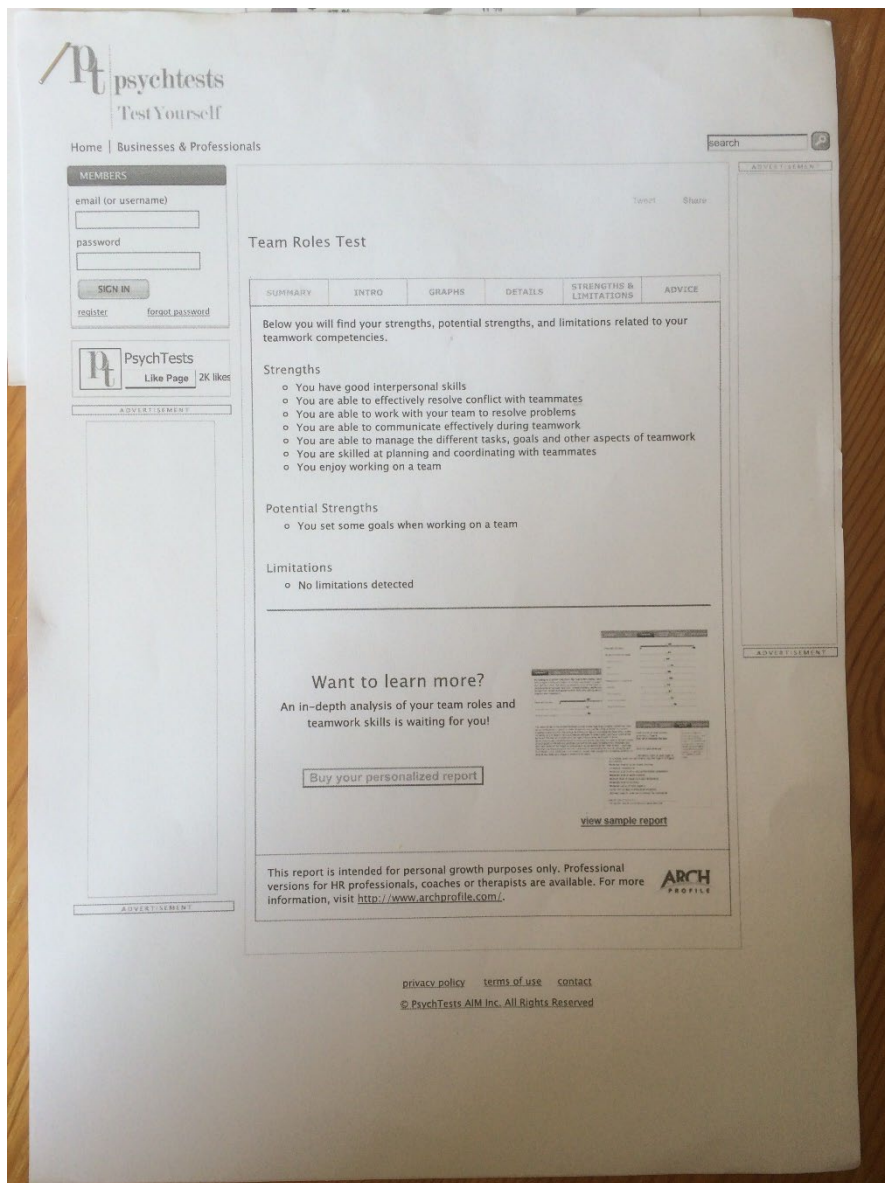 pt psychtests
Test Yourself
Home | Businesses & Professionals
search
MEMBERS
email (or username)
password
SIGN IN
register forgot password
PsychTests
Like Page 2K likes
ADVERTISEMENT
ADVERTISEMENT
ADVERTISEMENT
ADVERTISEMENT
Tweet Share
Team Roles Test
SUMMARY INTRO GRAPHS DETAILS STRENGTHS & LIMITATIONS ADVICE
Below you will find your strengths, potential strengths, and limitations related to your
teamwork competencies.
Strengths
You have good interpersonal skills
You are able to effectively resolve conflict with teammates
You are able to work with your team to resolve problems
You are able to communicate effectively during teamwork
You are able to manage the different tasks, goals and other aspects of teamwork
You are skilled at planning and coordinating with teammates
You enjoy working on a team
Potential Strengths
You set some goals when working on a team
Limitations
No limitations detected
Want to learn more?
An in-depth analysis of your team roles and
teamwork skills is waiting for you!
Buy your personalized report
view sample report
This report is intended for personal growth purposes only. Professional
versions for HR professionals, coaches or therapists are available. For more
information, visit http://www.archprofile.com/.
ARCH
PROFILE
privacy policy terms of use contact
© PsychTests AIM Inc. All Rights Reserved